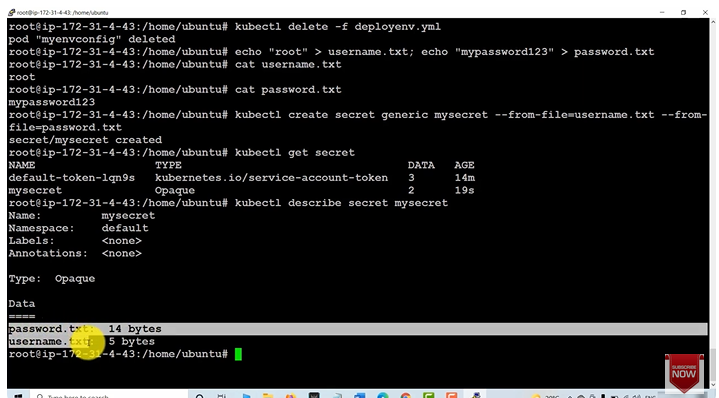 root@ip-172-31-4-43: /home/ubuntu
root@ip-172-31-4-43:/home/ubuntu# kubectl delete -f deployenv.yml
pod "myenvconfig" deleted
root@ip-172-31-4-43:/home/ubuntu# echo "root" > username.txt; echo "mypassword123" > password.txt
root@ip-172-31-4-43:/home/ubuntu# cat username.txt
root
root@ip-172-31-4-43:/home/ubuntu# cat password.txt
mypassword123
root@ip-172-31-4-43:/home/ubuntu# kubectl create secret generic mysecret --from-file=username.txt --from-
file=password.txt
secret/mysecret created
root@ip-172-31-4-43:/home/ubuntu# kubectl get secret
NAME TYPE DATA AGE
default-token-lqn9s kubernetes.io/service-account-token 3 14m
mysecret Opaque 2 19s
root@ip-172-31-4-43:/home/ubuntu# kubectl describe secret mysecret
Name: mysecret
Namespace: default
Labels: <none>
Annotations: <none>
Type: Opaque
Data
====
password.txt: 14 bytes
username.txt: 5 bytes
root@ip-172-31-4-43:/home/ubuntu#
SUBSCRIBE
NOW
Type here to search